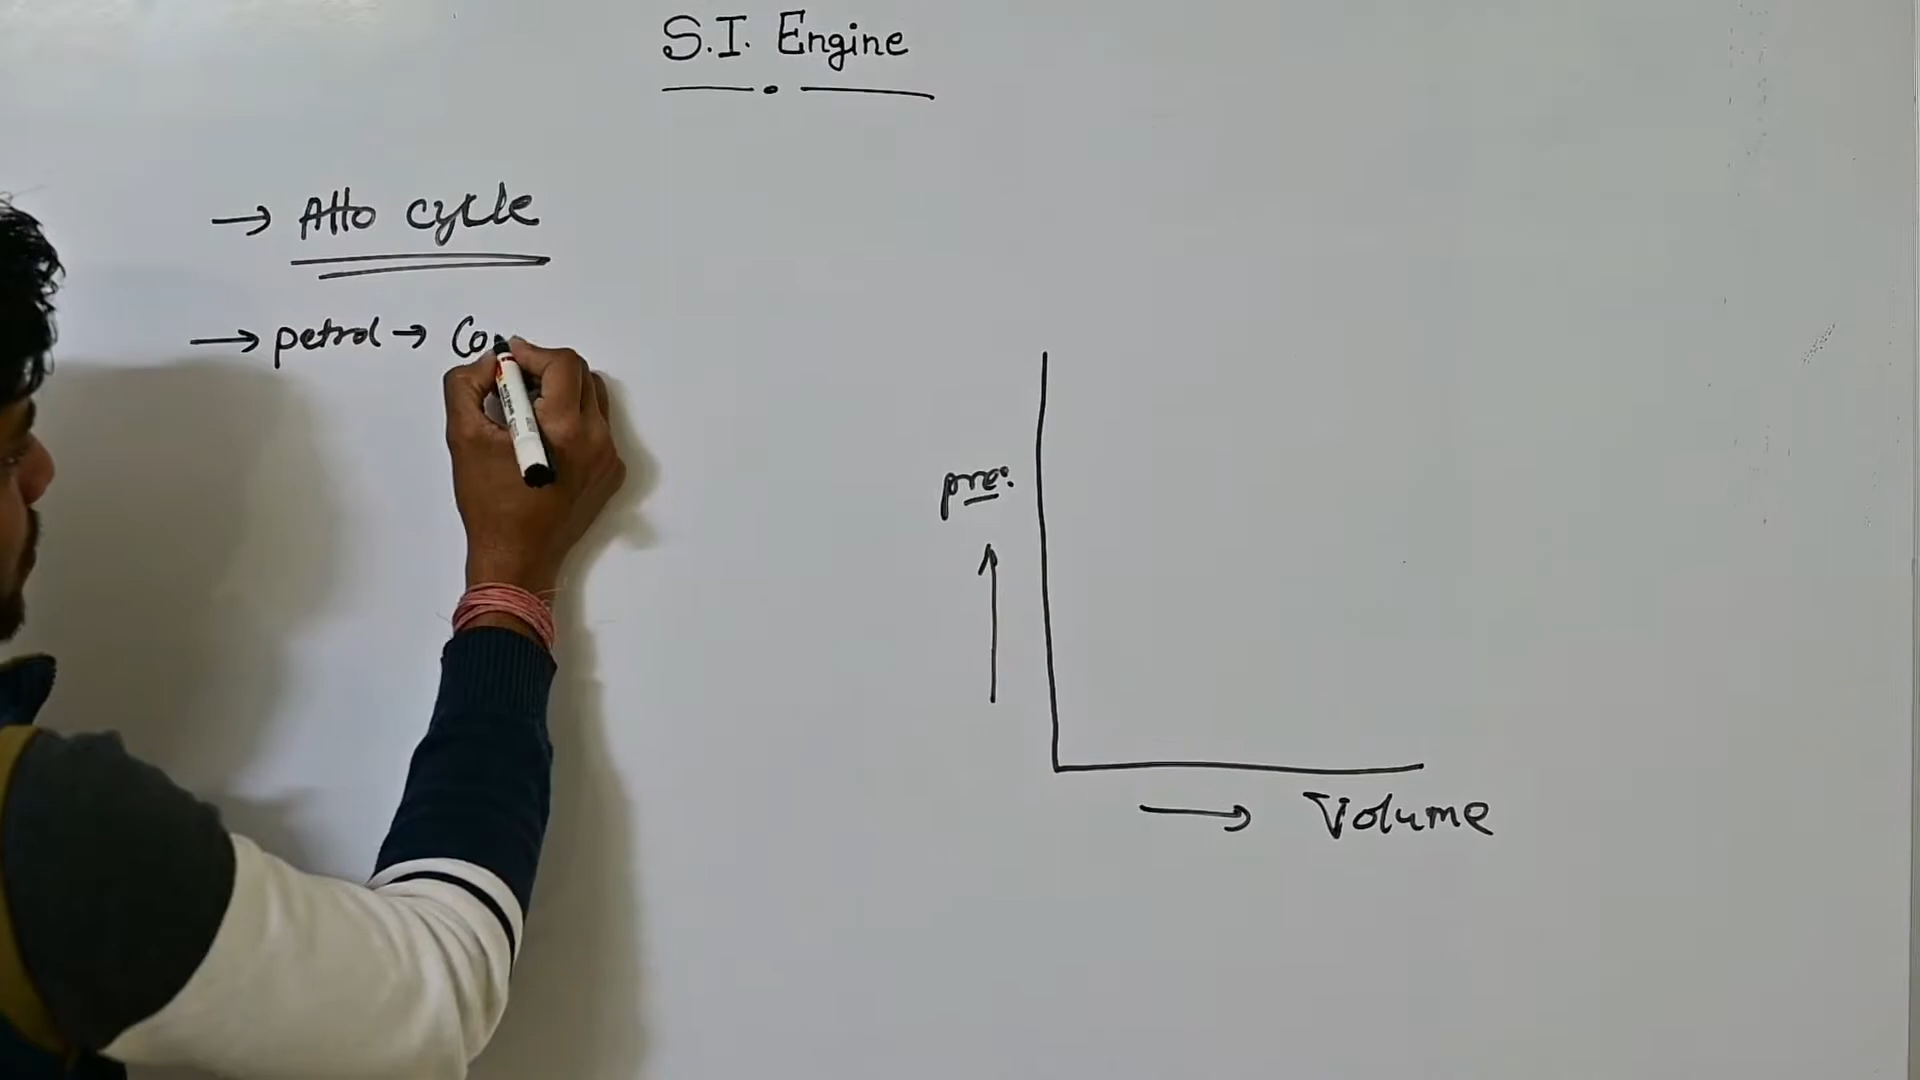 S.I. Engine
→ Atto cycle
→ petrol → Co
pre.
→ Volume